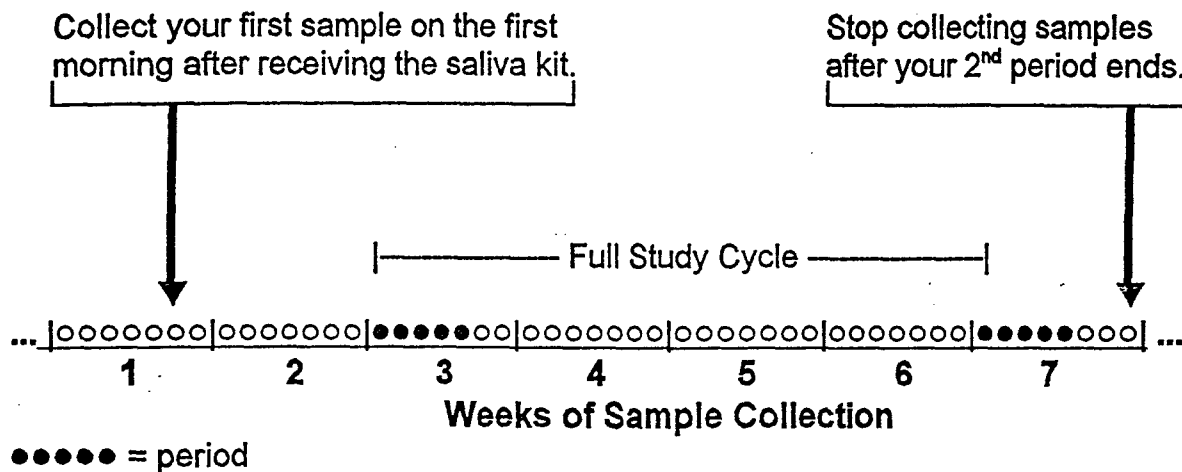 Collect your first sample on the first
morning after receiving the saliva kit.
Stop collecting samples
after your 2nd period ends.
Full Study Cycle
... ...
1 2 3 4 5 6 7
Weeks of Sample Collection
●●●●● = period